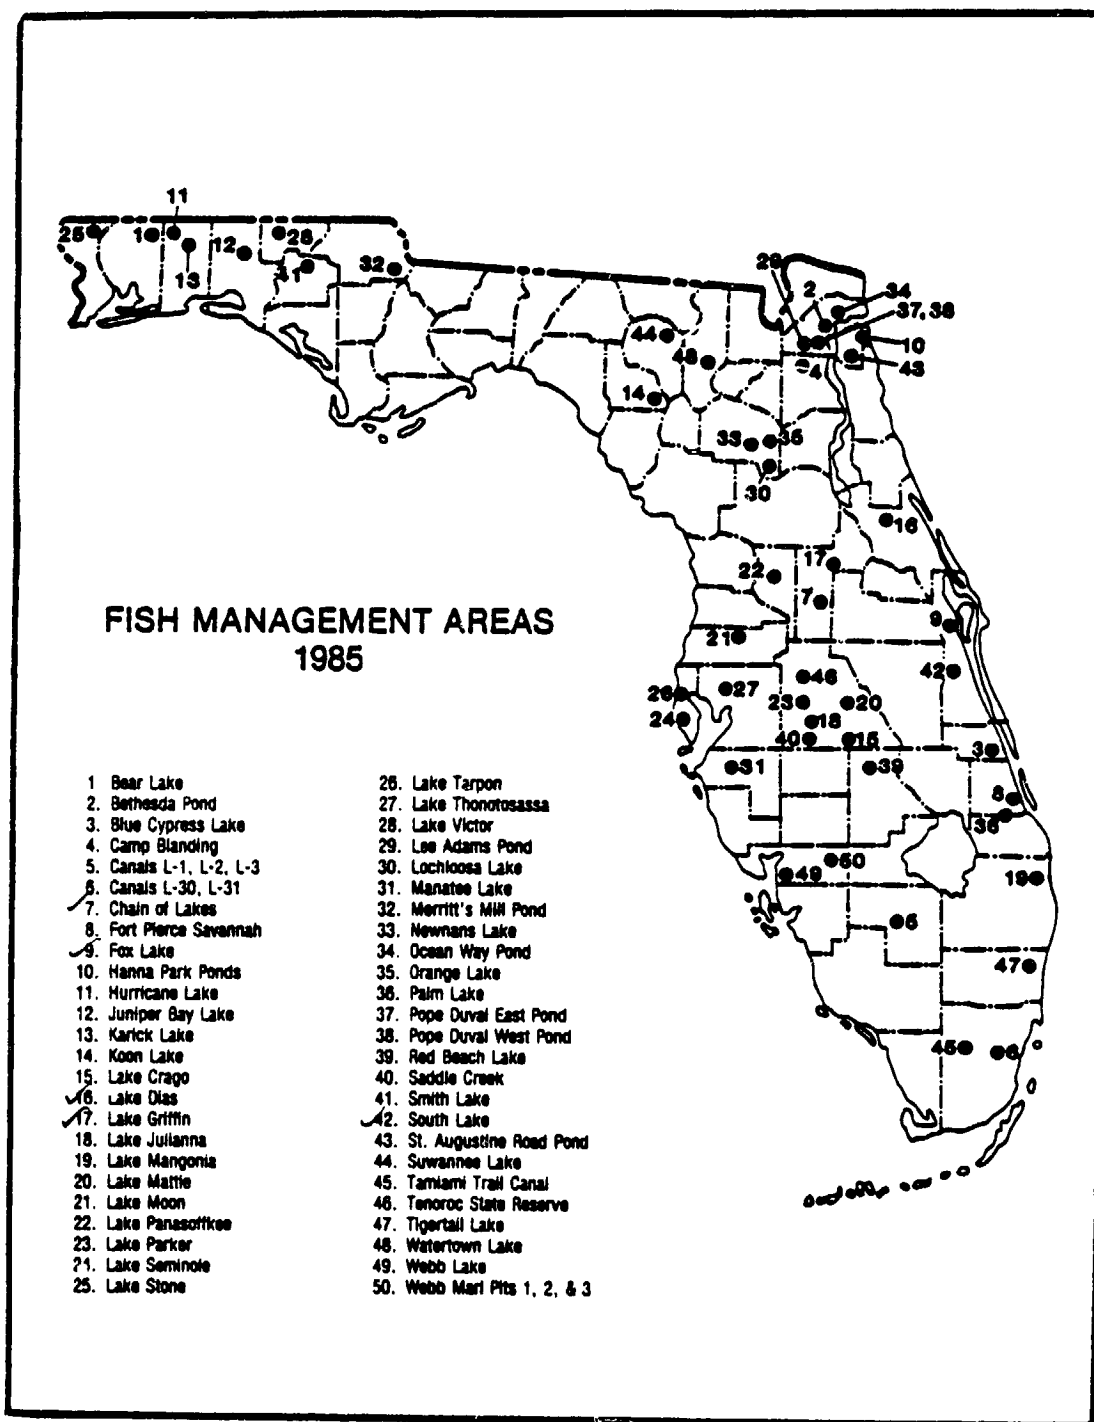 11
25
1
28
12
13
41
32
29
2
34
37, 38
10
44
48
4
43
14
33
35
30
16
17
22
7
FISH MANAGEMENT AREAS
1985
9
21
42
46
27
26
23
20
24
18
40
15
3
31
39
8
36
50
49
19
5
47
45
6
1 Bear Lake
2. Bethesda Pond
3. Blue Cypress Lake
4. Camp Blanding
5. Canals L-1, L-2, L-3
6. Canals L-30, L-31
7. Chain of Lakes
8. Fort Pierce Savannah
9. Fox Lake
10. Hanna Park Ponds
11. Hurricane Lake
12. Juniper Bay Lake
13. Karick Lake
14. Koon Lake
15. Lake Crago
16. Lake Dias
17. Lake Griffin
18. Lake Julianna
19. Lake Mangonia
20. Lake Mattie
21. Lake Moon
22. Lake Panasoffkee
23. Lake Parker
21. Lake Seminole
25. Lake Stone
26. Lake Tarpon
27. Lake Thonotosassa
28. Lake Victor
29. Lee Adams Pond
30. Lochloosa Lake
31. Manatee Lake
32. Merritt's Mill Pond
33. Newnans Lake
34. Ocean Way Pond
35. Orange Lake
36. Palm Lake
37. Pope Duval East Pond
38. Pope Duval West Pond
39. Red Beach Lake
40. Saddle Creek
41. Smith Lake
42. South Lake
43. St. Augustine Road Pond
44. Suwannee Lake
45. Tamiami Trail Canal
46. Tenoroc State Reserve
47. Tigertail Lake
48. Watertown Lake
49. Webb Lake
50. Webb Marl Pits 1, 2, & 3